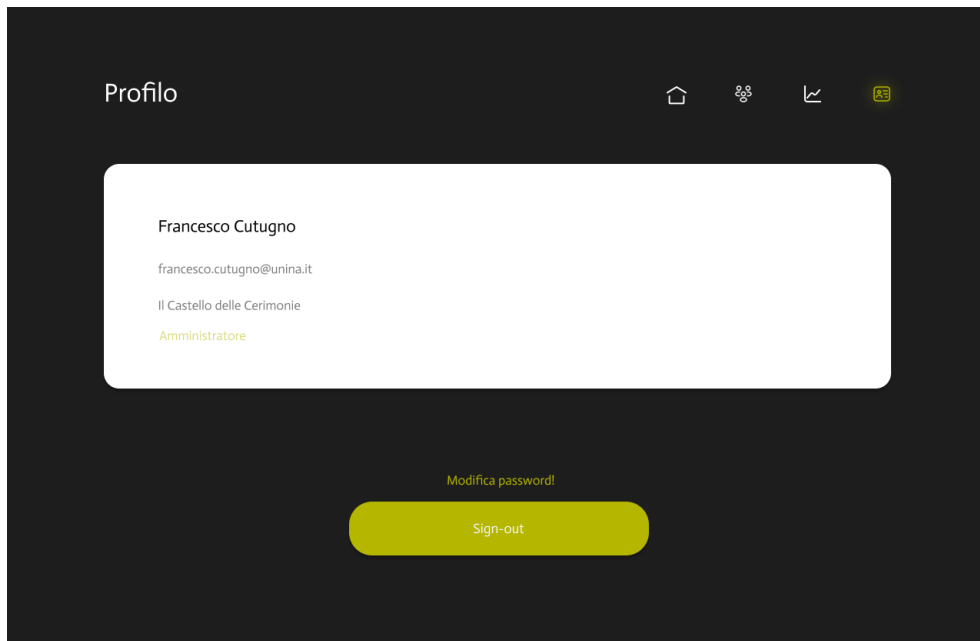 Profilo
Francesco Cutugno
francesco.cutugno@unina.it
Il Castello delle Cerimonie
Amministratore
Modifica password!
Sign-out